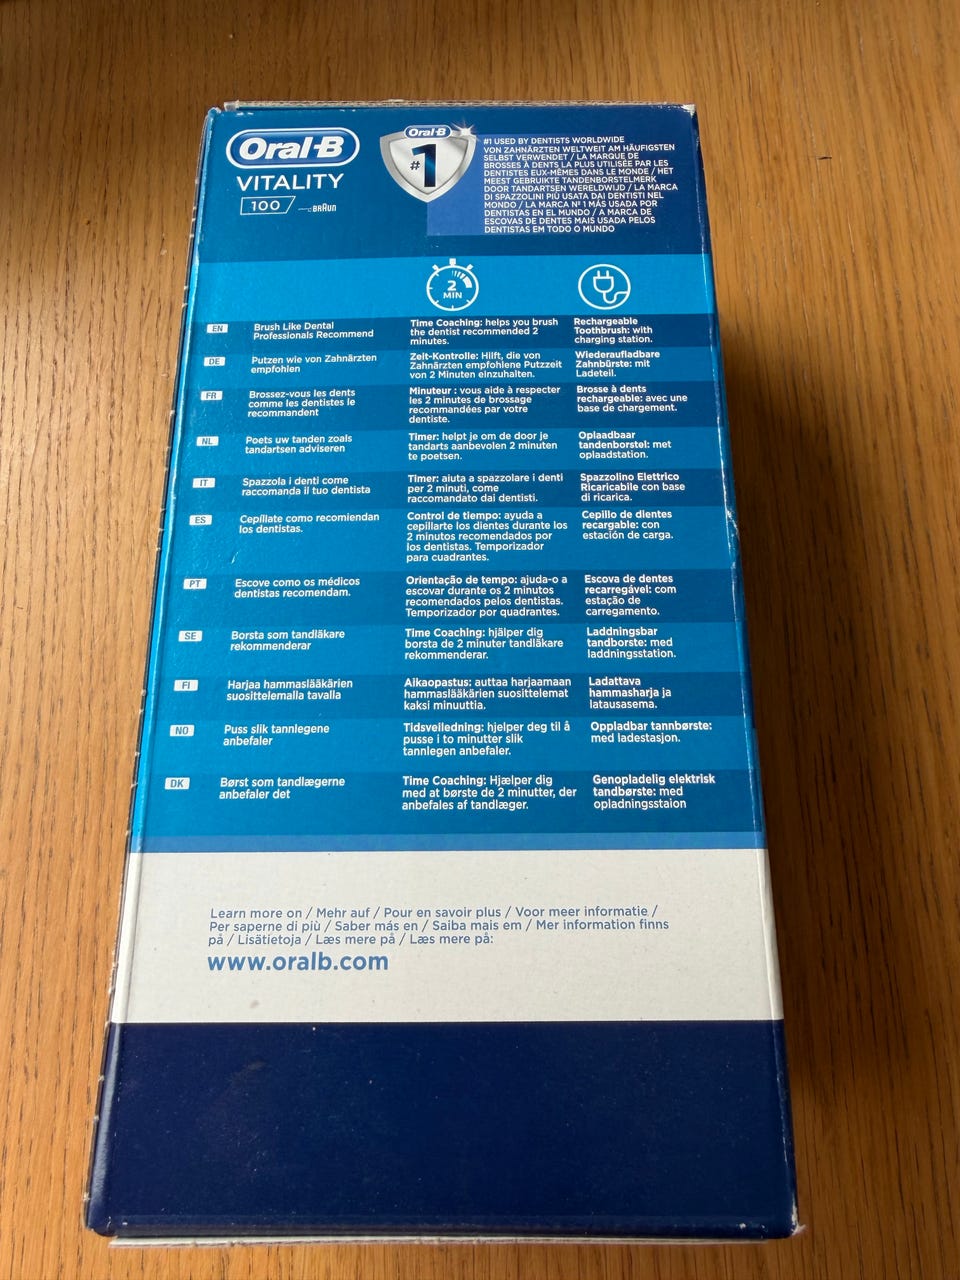 Oral-B
VITALITY
100 BRAUN
Oral-B
#1
#1 USED BY DENTISTS WORLDWIDE
VON ZAHNÄRZTEN WELTWEIT AM HÄUFIGSTEN
SELBST VERWENDET / LA MARQUE DE
BROSSES À DENTS LA PLUS UTILISÉE PAR LES
DENTISTES EUX-MÊMES DANS LE MONDE / HET
MEEST GEBRUIKTE TANDENBORSTELMERK
DOOR TANDARTSEN WERELDWIJD / LA MARCA
DI SPAZZOLINI PIÙ USATA DAI DENTISTI NEL
MONDO / LA MARCA Nº 1 MÁS USADA POR
DENTISTAS EN EL MUNDO / A MARCA DE
ESCOVAS DE DENTES MAIS USADA PELOS
DENTISTAS EM TODO O MUNDO
2
MIN
EN
Brush Like Dental
Professionals Recommend
Time Coaching: helps you brush
the dentist recommended 2
minutes.
Rechargeable
Toothbrush: with
charging station.
DE
Putzen wie von Zahnärzten
empfohlen
Zeit-Kontrolle: Hilft, die von
Zahnärzten empfohlene Putzzeit
von 2 Minuten einzuhalten.
Wiederaufladbare
Zahnbürste: mit
Ladeteil.
FR
Brossez-vous les dents
comme les dentistes le
recommandent
Minuteur : vous aide à respecter
les 2 minutes de brossage
recommandées par votre
dentiste.
Brosse à dents
rechargeable: avec une
base de chargement.
NL
Poets uw tanden zoals
tandartsen adviseren
Timer: helpt je om de door je
tandarts aanbevolen 2 minuten
te poetsen.
Oplaadbaar
tandenborstel: met
oplaadstation.
IT
Spazzola i denti come
raccomanda il tuo dentista
Timer: aiuta a spazzolare i denti
per 2 minuti, come
raccomandato dai dentisti.
Spazzolino Elettrico
Ricaricabile con base
di ricarica.
ES
Cepíllate como recomiendan
los dentistas.
Control de tiempo: ayuda a
cepillarte los dientes durante los
2 minutos recomendados por
los dentistas. Temporizador
para cuadrantes.
Cepillo de dientes
recargable: con
estación de carga.
PT
Escove como os médicos
dentistas recomendam.
Orientação de tempo: ajuda-o a
escovar durante os 2 minutos
recomendados pelos dentistas.
Temporizador por quadrantes.
Escova de dentes
recarregável: com
estação de
carregamento.
SE
Borsta som tandläkare
rekommenderar
Time Coaching: hjälper dig
borsta de 2 minuter tandläkare
rekommenderar.
Laddningsbar
tandborste: med
laddningsstation.
FI
Harjaa hammaslääkärien
suosittelemalla tavalla
Aikaopastus: auttaa harjaamaan
hammaslääkärien suosittelemat
kaksi minuuttia.
Ladattava
hammasharja ja
latausasema.
NO
Puss slik tannlegene
anbefaler
Tidsveiledning: hjelper deg til å
pusse i to minutter slik
tannlegen anbefaler.
Oppladbar tannbørste:
med ladestasjon.
DK
Børst som tandlægerne
anbefaler det
Time Coaching: Hjælper dig
med at børste de 2 minutter, der
anbefales af tandlæger.
Genopladelig elektrisk
tandbørste: med
opladningsstaion
Learn more on / Mehr auf / Pour en savoir plus / Voor meer informatie /
Per saperne di più / Saber más en / Saiba mais em / Mer information finns
på / Lisätietoja / Læs mere på / Læs mere på:
www.oralb.com